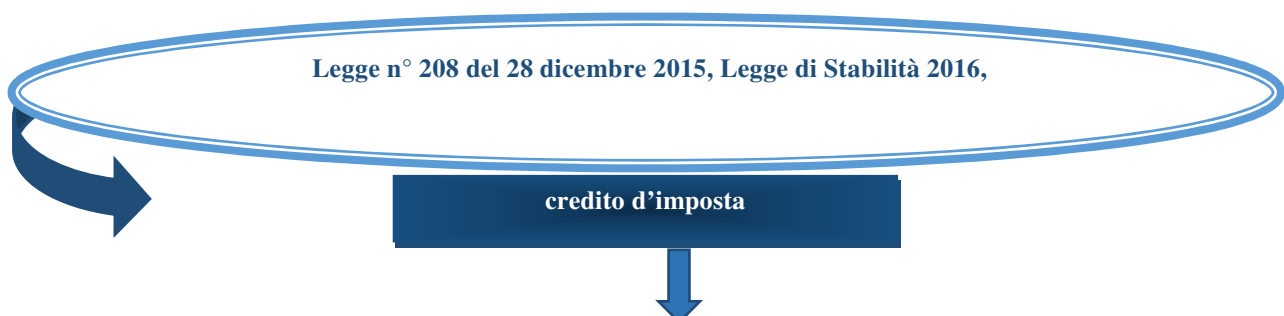 Legge n° 208 del 28 dicembre 2015, Legge di Stabilità 2016,
credito d’imposta